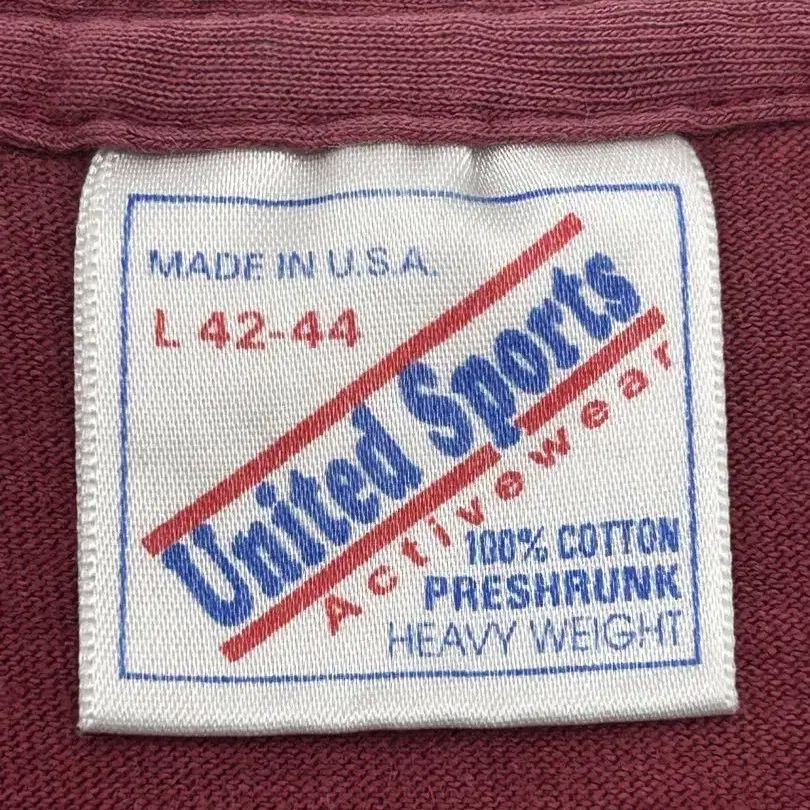 MADE IN U.S.A.
L 42-44
United Sports
Activewear
100% COTTON
PRESHRUNK
HEAVY WEIGHT